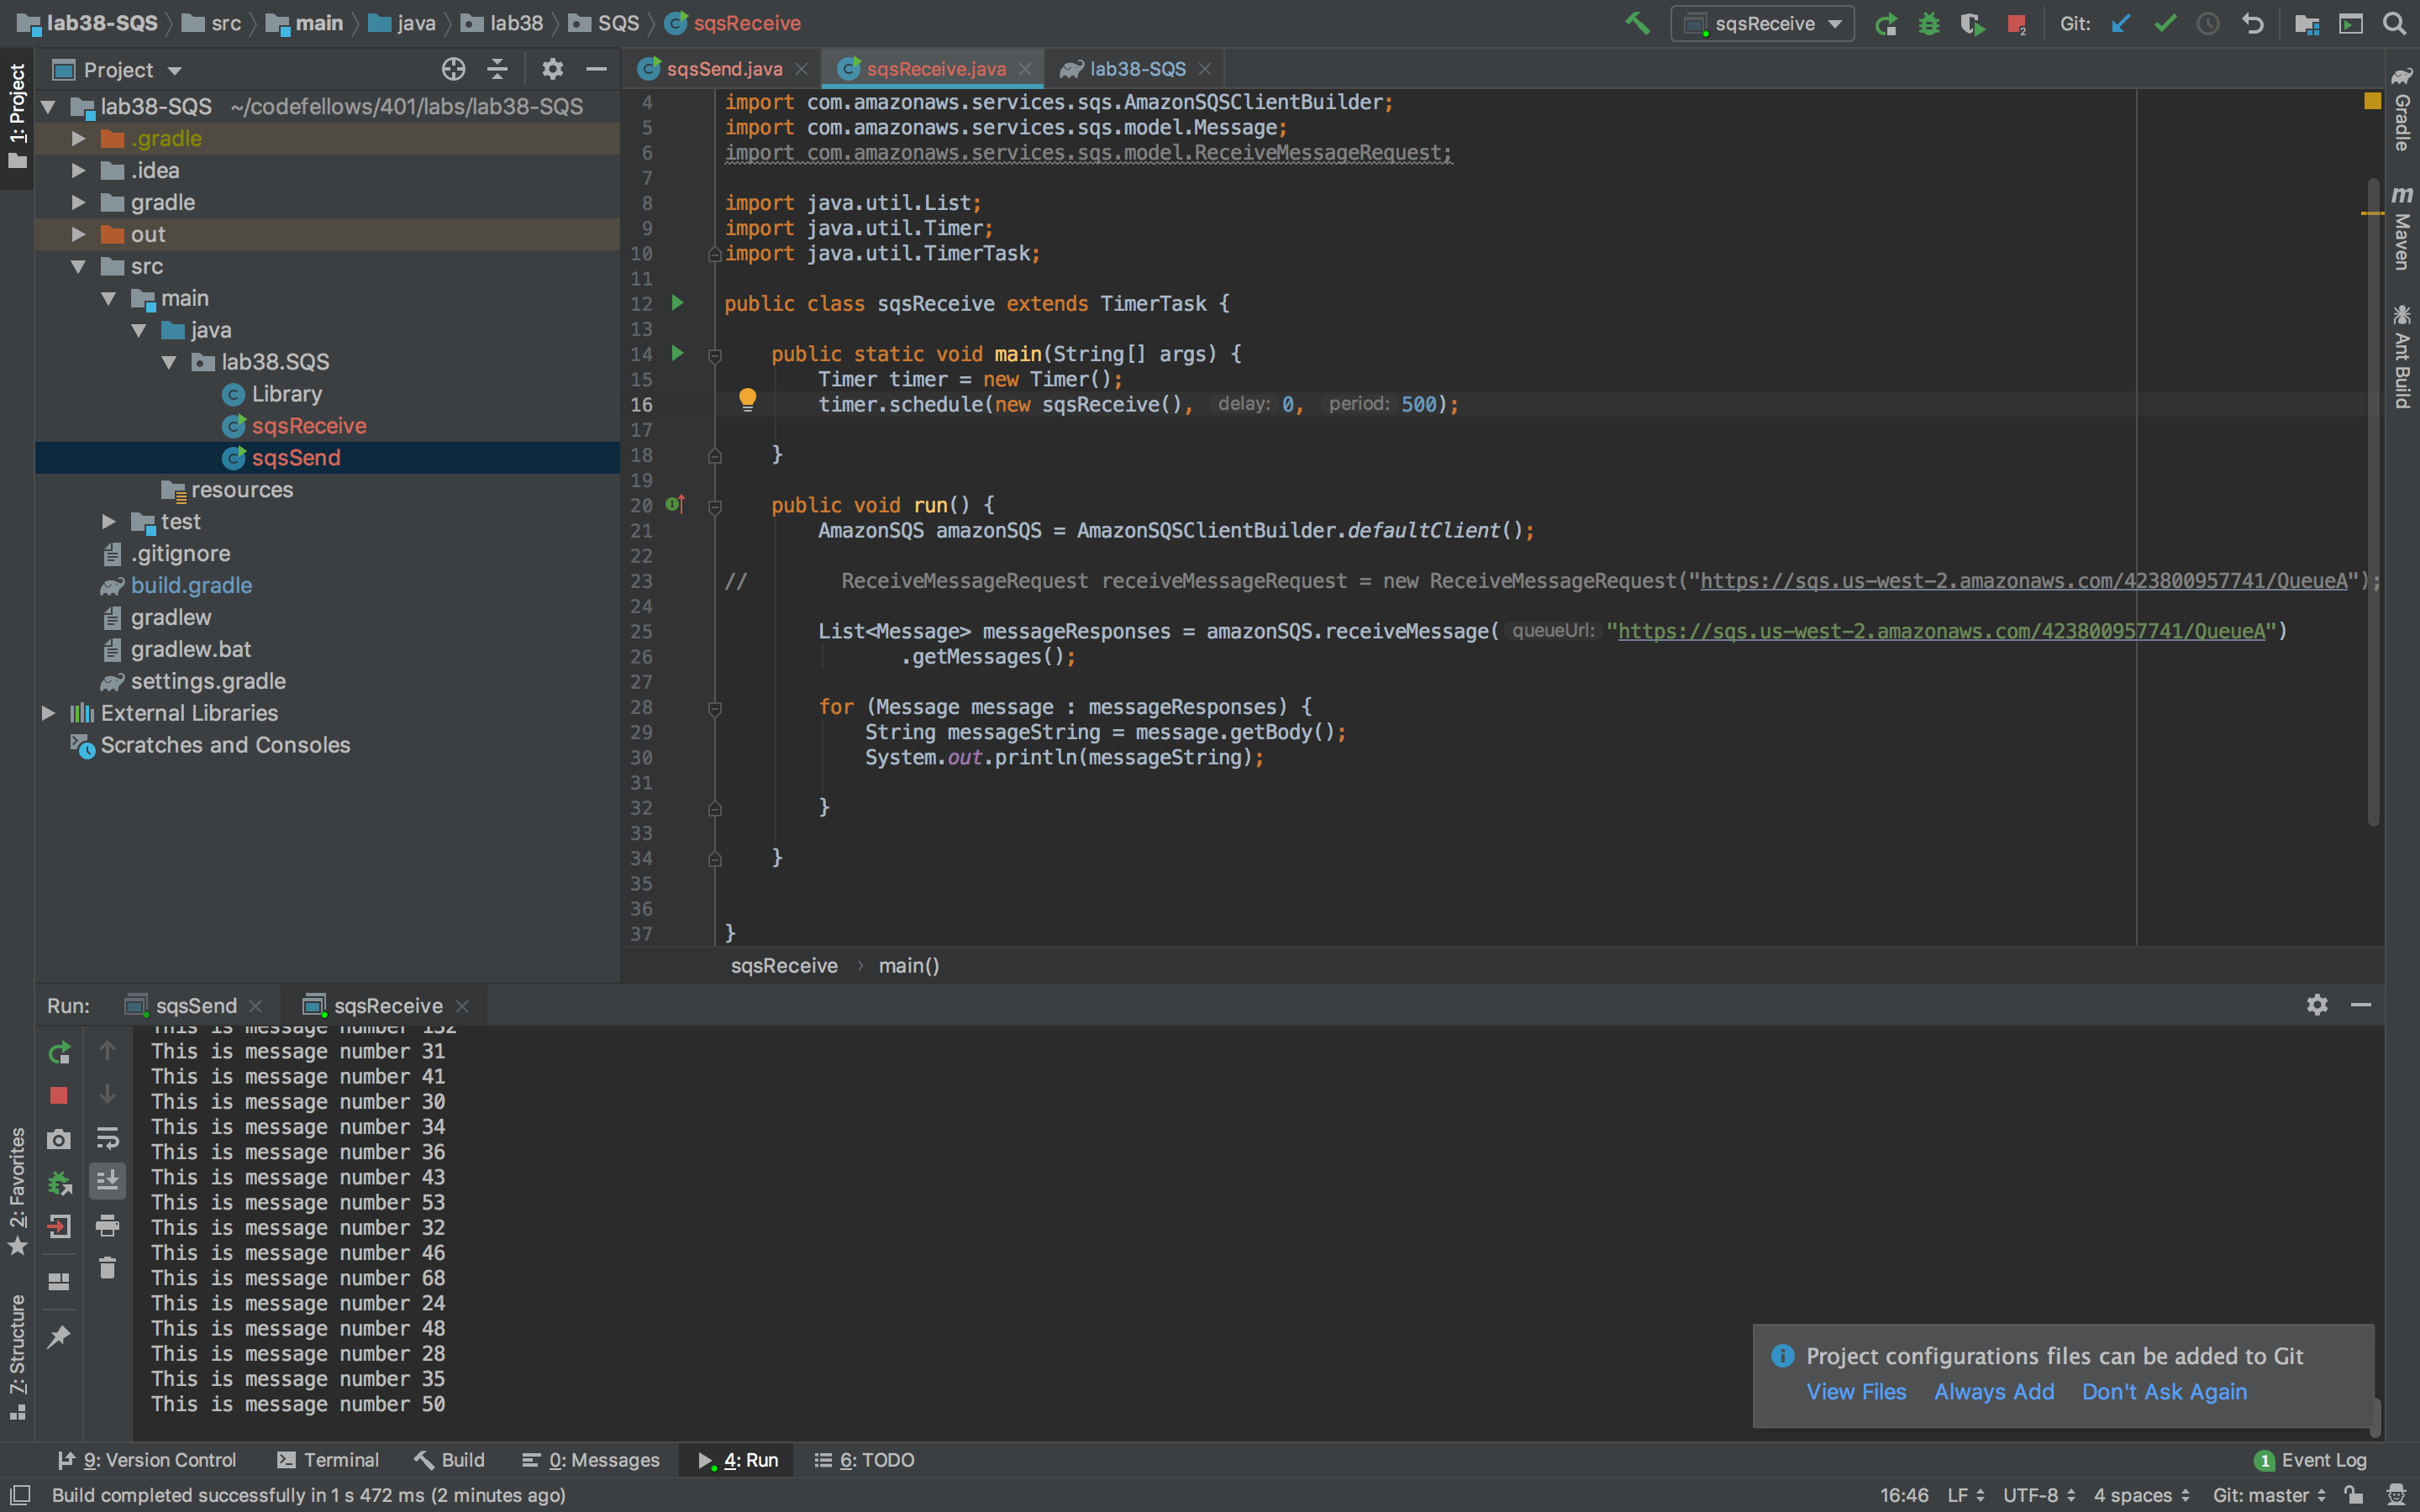 lab38-SQS src main java lab38 SQS sqsReceive sqsReceive 2 Git:
1: Project
Project
sqsSend.java sqsReceive.java lab38-SQS
lab38-SQS ~/codefellows/401/labs/lab38-SQS
.gradle
.idea
gradle
out
src
main
java
lab38.SQS
Library
sqsReceive
sqsSend
resources
test
.gitignore
build.gradle
gradlew
gradlew.bat
settings.gradle
External Libraries
Scratches and Consoles
4 import com.amazonaws.services.sqs.AmazonSQSClientBuilder;
5 import com.amazonaws.services.sqs.model.Message;
6 import com.amazonaws.services.sqs.model.ReceiveMessageRequest;
7
8 import java.util.List;
9 import java.util.Timer;
10 import java.util.TimerTask;
11
12 public class sqsReceive extends TimerTask {
13
14 public static void main(String[] args) {
15 Timer timer = new Timer();
16 timer.schedule(new sqsReceive(), delay: 0, period: 500);
17
18 }
19
20 public void run() {
21 AmazonSQS amazonSQS = AmazonSQSClientBuilder.defaultClient();
22
23 // ReceiveMessageRequest receiveMessageRequest = new ReceiveMessageRequest("https://sqs.us-west-2.amazonaws.com/423800957741/QueueA");
24
25 List<Message> messageResponses = amazonSQS.receiveMessage( queueUrl: "https://sqs.us-west-2.amazonaws.com/423800957741/QueueA")
26 .getMessages();
27
28 for (Message message : messageResponses) {
29 String messageString = message.getBody();
30 System.out.println(messageString);
31
32 }
33
34 }
35
36
37 }
sqsReceive main()
Gradle
Maven
Ant Build
Run: sqsSend sqsReceive
This is message number 132
This is message number 31
This is message number 41
This is message number 30
This is message number 34
This is message number 36
This is message number 43
This is message number 53
This is message number 32
This is message number 46
This is message number 68
This is message number 24
This is message number 48
This is message number 28
This is message number 35
This is message number 50
2: Favorites
7: Structure
Project configurations files can be added to Git
View Files Always Add Don't Ask Again
9: Version Control Terminal Build 0: Messages 4: Run 6: TODO 1 Event Log
Build completed successfully in 1 s 472 ms (2 minutes ago) 16:46 LF UTF-8 4 spaces Git: master